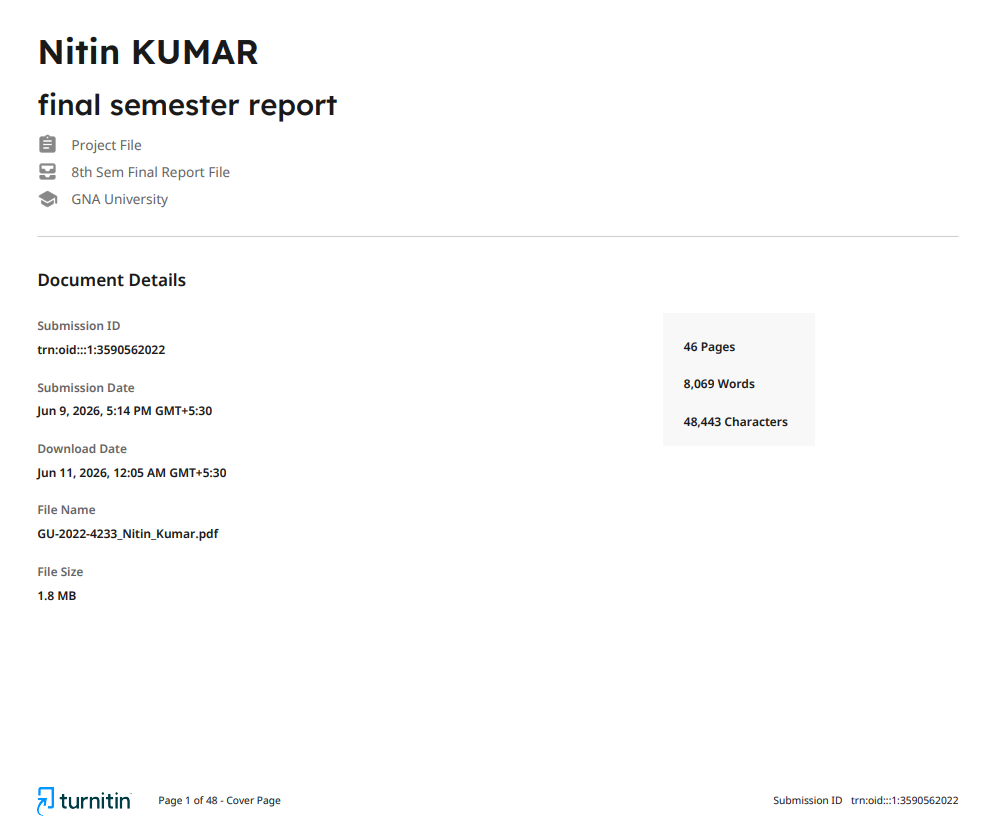 Nitin KUMAR
final semester report
Project File
8th Sem Final Report File
GNA University
Document Details
Submission ID
trn:oid:::1:3590562022
Submission Date
Jun 9, 2026, 5:14 PM GMT+5:30
Download Date
Jun 11, 2026, 12:05 AM GMT+5:30
File Name
GU-2022-4233_Nitin_Kumar.pdf
File Size
1.8 MB
46 Pages
8,069 Words
48,443 Characters
turnitin Page 1 of 48 - Cover Page Submission ID trn:oid:::1:3590562022